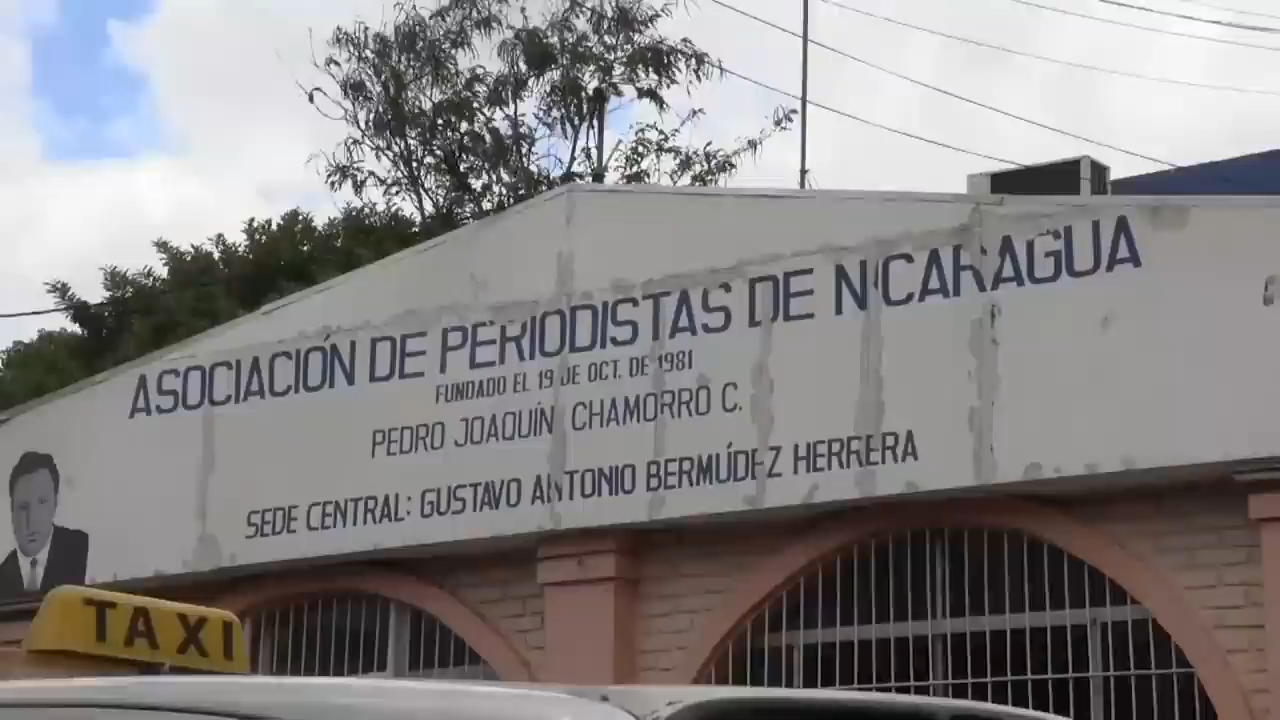 ASOCIACIÓN DE PERIODISTAS DE NICARAGUA
FUNDADO EL 19 DE OCT. DE 1981
PEDRO JOAQUÍN CHAMORRO C.
SEDE CENTRAL: GUSTAVO ANTONIO BERMÚDEZ HERRERA
TAXI